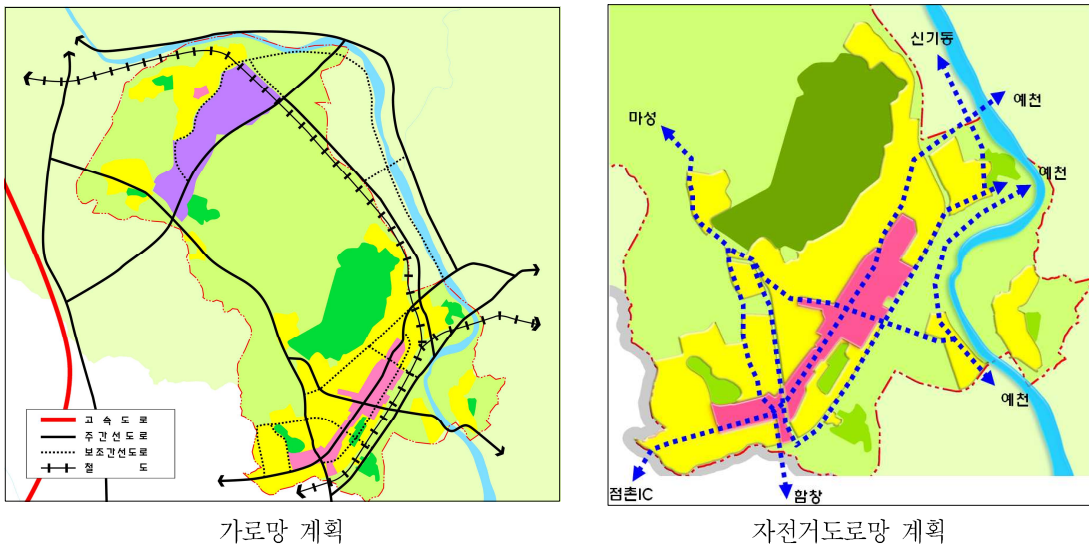 고 속 도 로
주 간 선 도 로
보 조 간 선 도 로
철 도
가로망 계획
신기동
예천
마성
예천
예천
점촌IC
함창
자전거도로망 계획